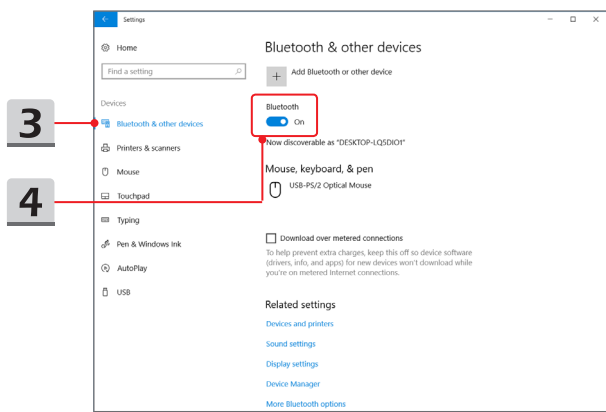 Settings
Home
Find a setting
Devices
Bluetooth & other devices
Printers & scanners
Mouse
Touchpad
Typing
Pen & Windows Ink
AutoPlay
USB
3
4
Bluetooth & other devices
Add Bluetooth or other device
Bluetooth
On
Now discoverable as "DESKTOP-LQ5DIO1"
Mouse, keyboard, & pen
USB-PS/2 Optical Mouse
Download over metered connections
To help prevent extra charges, keep this off so device software
(drivers, info, and apps) for new devices won't download while
you're on metered Internet connections.
Related settings
Devices and printers
Sound settings
Display settings
Device Manager
More Bluetooth options